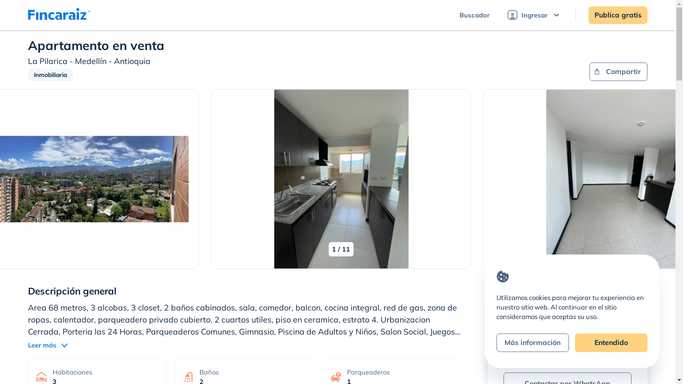 Fincaraiz
Buscador
Ingresar
Publica gratis
Apartamento en venta
La Pilarica - Medellín - Antioquia
Inmobiliaria
Compartir
1 / 11
Descripción general
Area 68 metros, 3 alcobas, 3 closet, 2 baños cabinados, sala, comedor, balcon, cocina integral, red de gas, zona de
ropas, calentador, parqueadero privado cubierto, 2 cuartos utiles, piso en ceramica, estrato 4. Urbanizacion
Cerrada, Porteria las 24 Horas, Parqueaderos Comunes, Gimnasio, Piscina de Adultos y Niños, Salon Social, Juegos...
Leer más
Habitaciones
3
Baños
2
Parqueaderos
1
Utilizamos cookies para mejorar tu experiencia en
nuestro sitio web. Al continuar en el sitio
consideramos que aceptas su uso.
Más información
Entendido
Contactar por WhatsApp